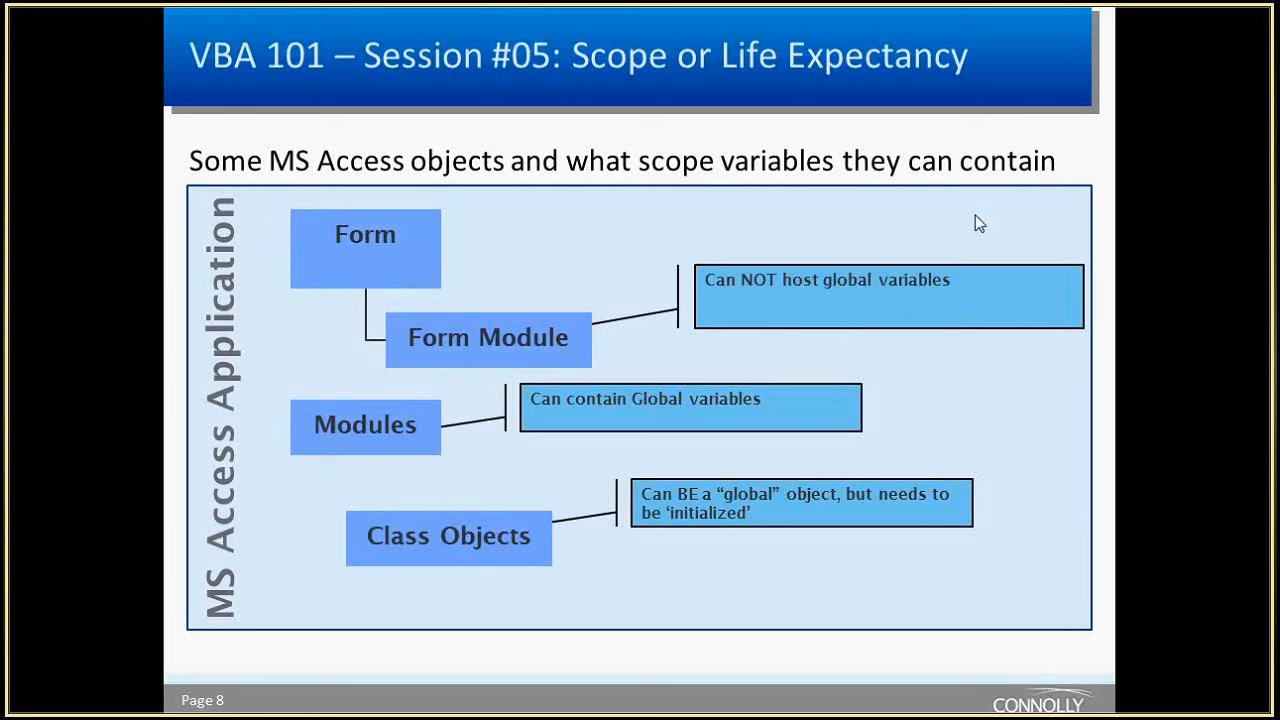 VBA 101 – Session #05: Scope or Life Expectancy
Some MS Access objects and what scope variables they can contain
MS Access Application
Form
Can NOT host global variables
Form Module
Can contain Global variables
Modules
Can BE a “global” object, but needs to
be ‘initialized’
Class Objects
Page 8
CONNOLLY